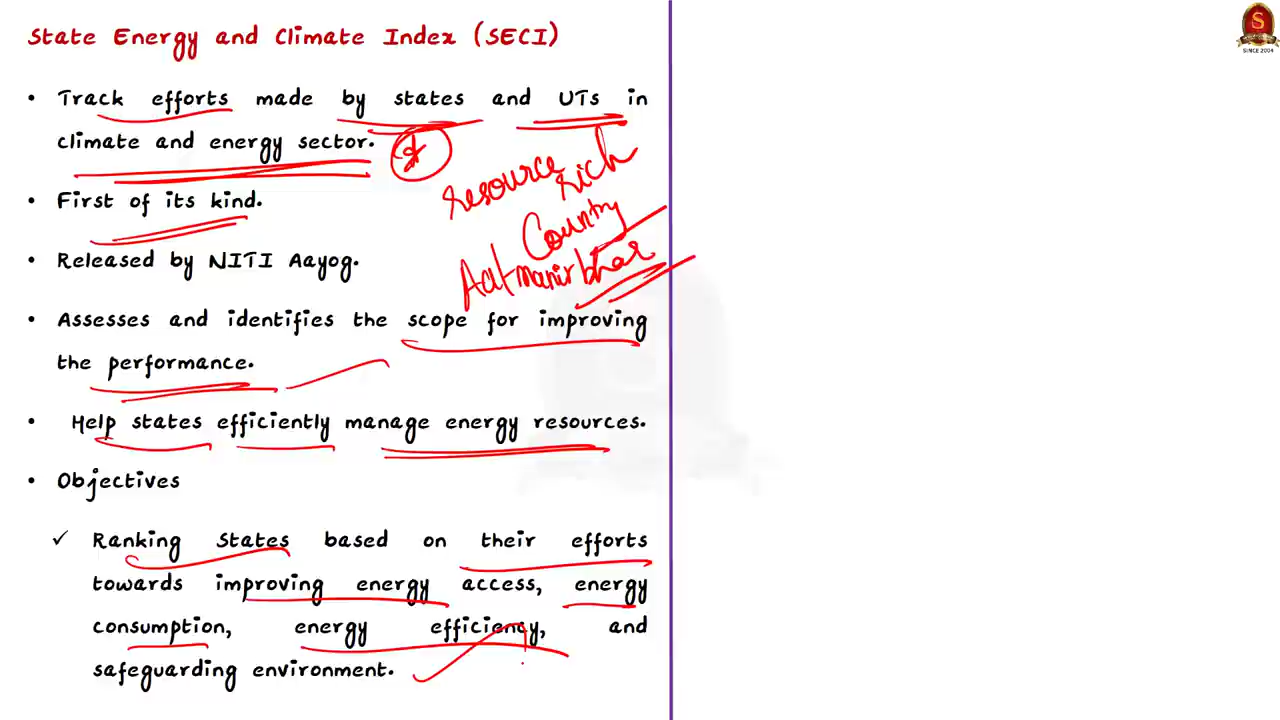 State Energy and Climate Index (SECI)
• Track efforts made by states and UTs in
climate and energy sector.
• First of its kind.
• Released by NITI Aayog.
• Assesses and identifies the scope for improving
the performance.
• Help states efficiently manage energy resources.
• Objectives
✓ Ranking States based on their efforts
towards improving energy access, energy
consumption, energy efficiency, and
safeguarding environment.
resource rich
Country
Aatmanirbhar
S
SINCE 2004